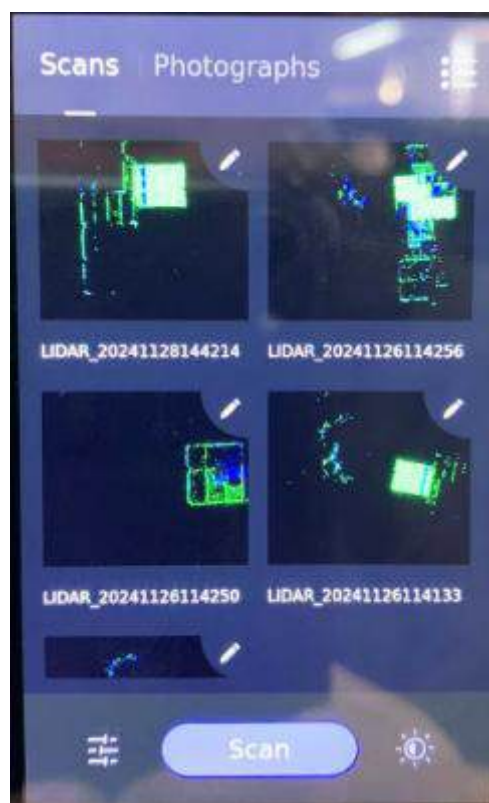 Scans Photographs
LIDAR_20241128144214 LIDAR_20241126114256
LIDAR_20241126114250 LIDAR_20241126114133
Scan